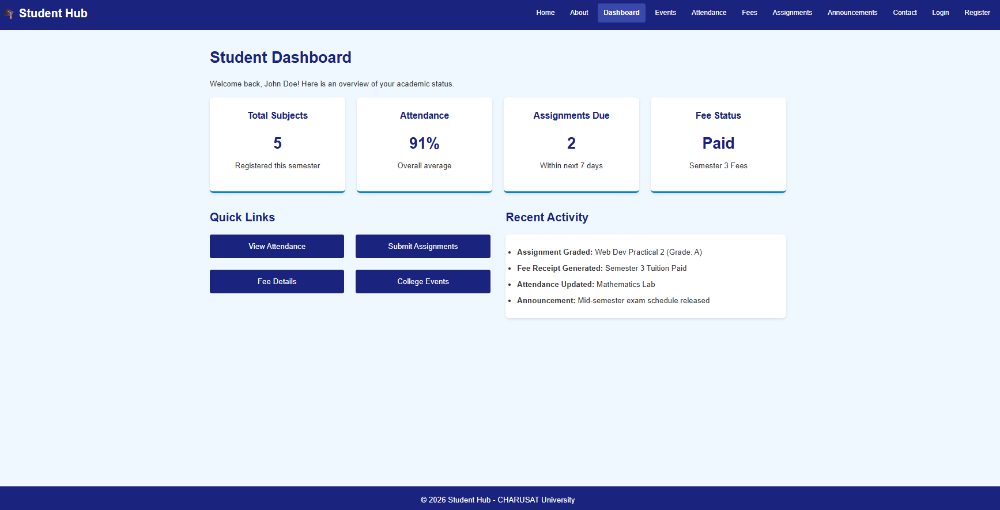 Student Hub
Home About Dashboard Events Attendance Fees Assignments Announcements Contact Login Register
Student Dashboard
Welcome back, John Doe! Here is an overview of your academic status.
Total Subjects
5
Registered this semester
Attendance
91%
Overall average
Assignments Due
2
Within next 7 days
Fee Status
Paid
Semester 3 Fees
Quick Links
View Attendance
Submit Assignments
Fee Details
College Events
Recent Activity
Assignment Graded: Web Dev Practical 2 (Grade: A)
Fee Receipt Generated: Semester 3 Tuition Paid
Attendance Updated: Mathematics Lab
Announcement: Mid-semester exam schedule released
© 2026 Student Hub - CHARUSAT University